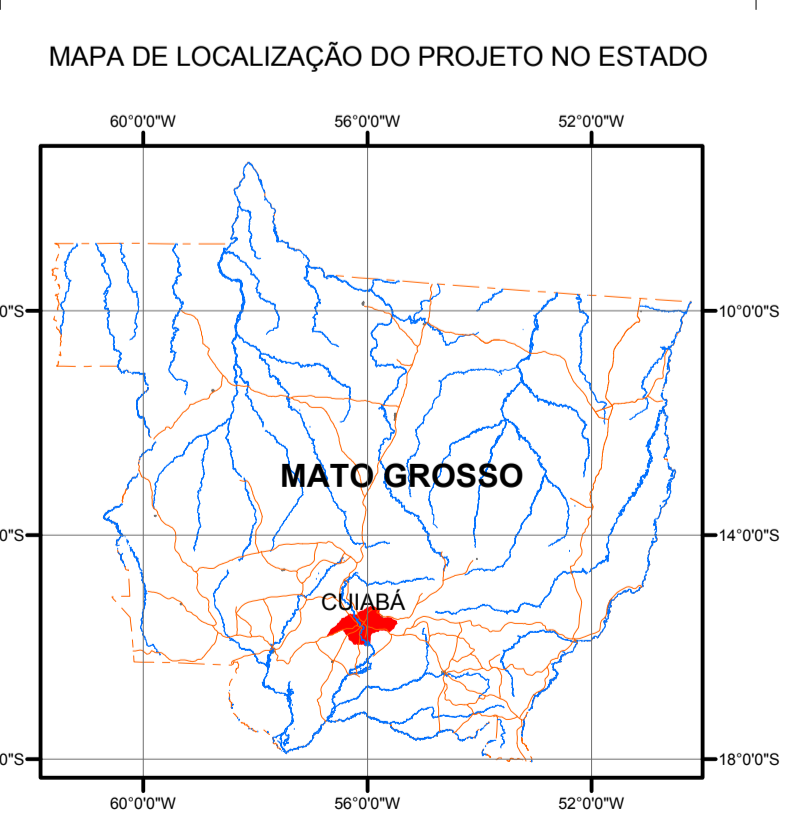 MAPA DE LOCALIZAÇÃO DO PROJETO NO ESTADO
60°0'0"W 56°0'0"W 52°0'0"W
0"S 10°0'0"S
MATO GROSSO
0"S 14°0'0"S
CUIABÁ
0"S 18°0'0"S
60°0'0"W 56°0'0"W 52°0'0"W